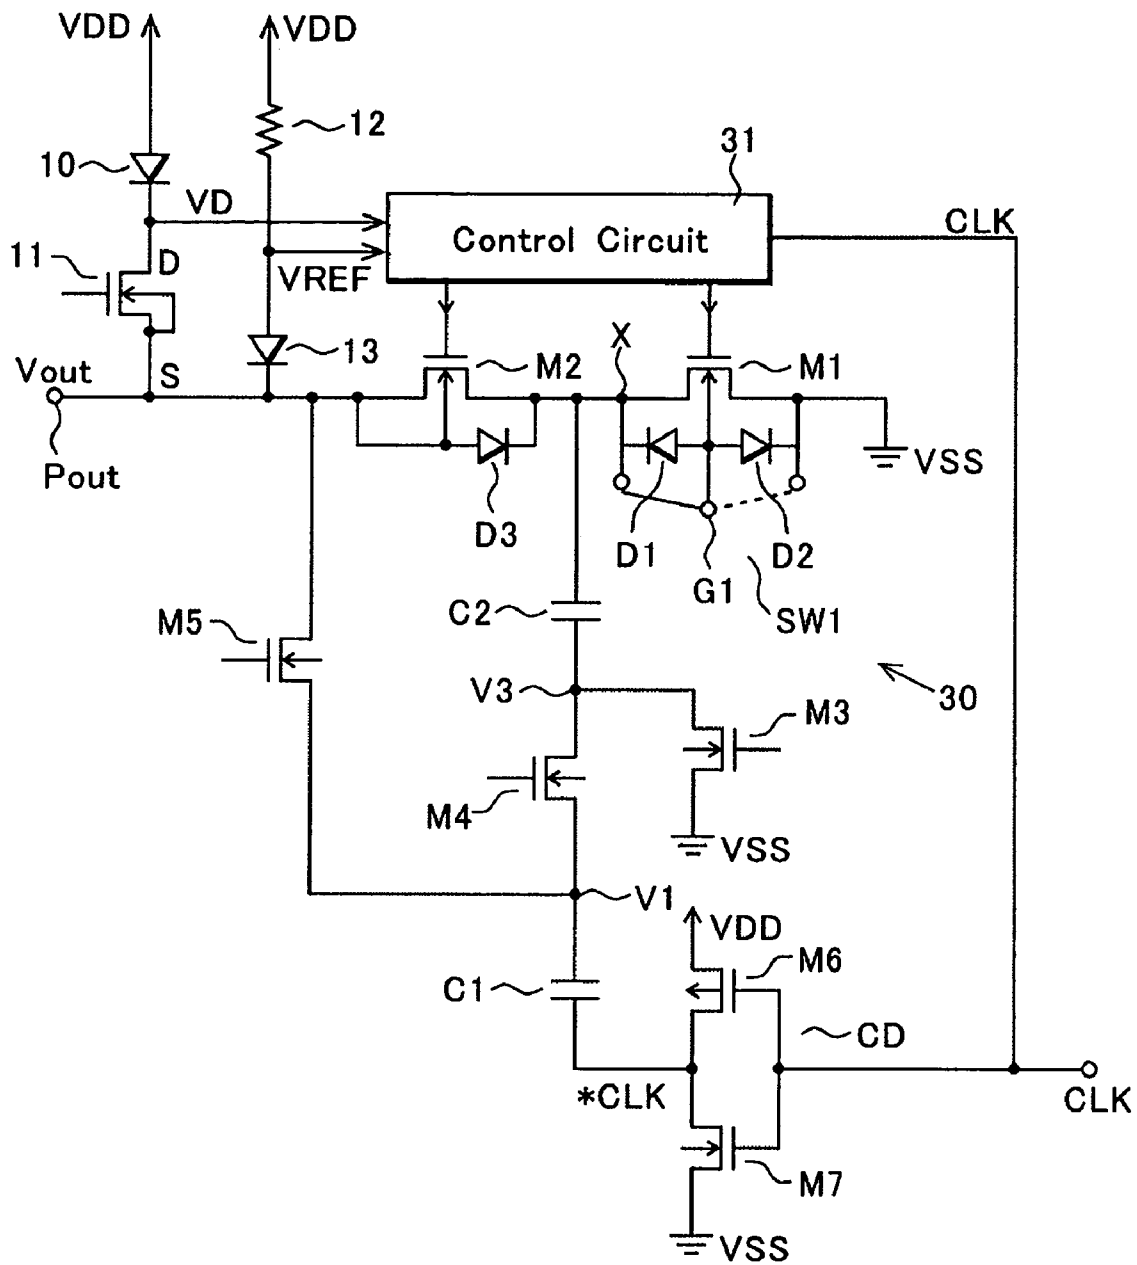 VDD
VDD
12
31
10
VD
CLK
Control Circuit
11
D
VREF
X
13
M2
M1
Vout
S
VSS
Pout
D3
D1
G1
D2
C2
SW1
M5
V3
30
M3
M4
VSS
V1
VDD
M6
C1
CD
*CLK
CLK
M7
VSS